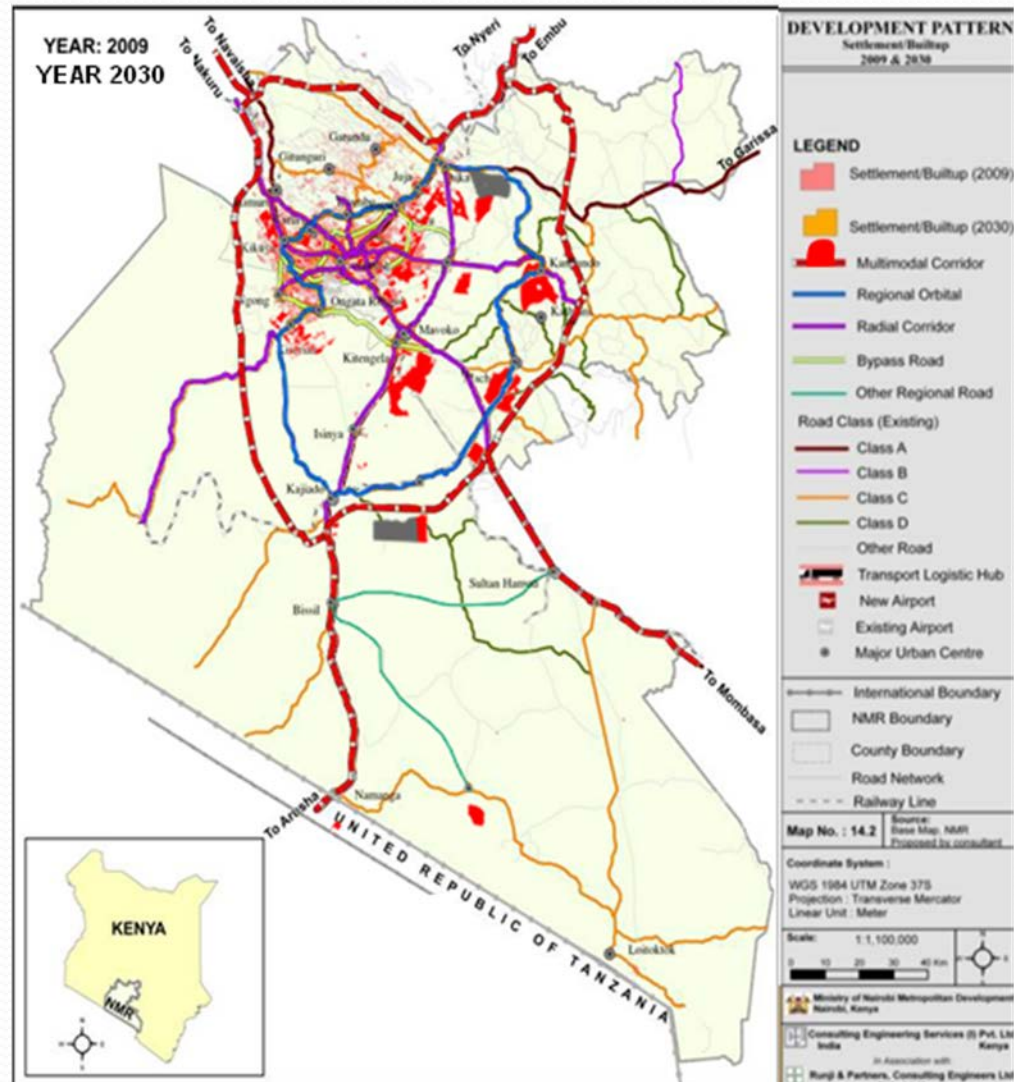 YEAR: 2009
YEAR 2030
To Nyeri
To Embu
To Naivasha
To Nakuru
To Garissa
Gatundu
Gitunguri
Juja
Ngong
Mavoko
Kitengela
Isinya
Kajiado
Sultan Hamud
Bissil
To Mombasa
Namanga
To Arusha
UNITED REPUBLIC OF TANZANIA
Loitoktok
KENYA
NMR
DEVELOPMENT PATTERN
Settlement/Builtup
2009 & 2030
LEGEND
Settlement/Builtup (2009)
Settlement/Builtup (2030)
Multimodal Corridor
Regional Orbital
Radial Corridor
Bypass Road
Other Regional Road
Road Class (Existing)
Class A
Class B
Class C
Class D
Other Road
Transport Logistic Hub
New Airport
Existing Airport
Major Urban Centre
International Boundary
NMR Boundary
County Boundary
Road Network
Railway Line
Map No. : 14.2
Source:
Base Map, NMR
Proposed by consultant
Coordinate System :
WGS 1984 UTM Zone 37S
Projection : Transverse Mercator
Linear Unit : Meter
Scale: 1:1,100,000
0 10 20 30 40 Km
Ministry of Nairobi Metropolitan Development
Nairobi, Kenya
Consulting Engineering Services (I) Pvt. Ltd
India Kenya
In Association with:
Runji & Partners, Consulting Engineers Ltd